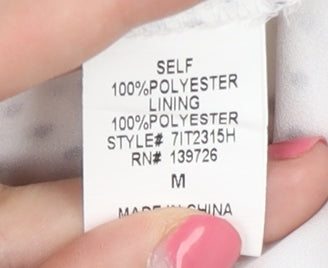 SELF
100%POLYESTER
LINING
100%POLYESTER
STYLE# 7IT2315H
RN# 139726
M
MADE IN CHINA